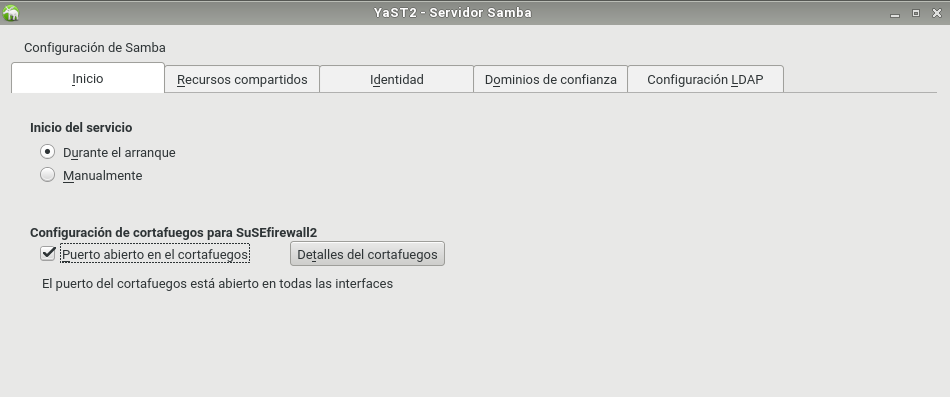 YaST2 - Servidor Samba
Configuración de Samba
Inicio Recursos compartidos Identidad Dominios de confianza Configuración LDAP
Inicio del servicio
Durante el arranque
Manualmente
Configuración de cortafuegos para SuSEfirewall2
Puerto abierto en el cortafuegos Detalles del cortafuegos
El puerto del cortafuegos está abierto en todas las interfaces